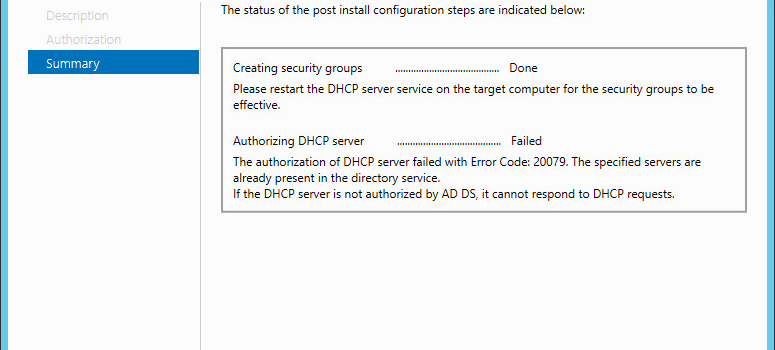 Description
Authorization
Summary
The status of the post install configuration steps are indicated below:
Creating security groups ........................................ Done
Please restart the DHCP server service on the target computer for the security groups to be
effective.
Authorizing DHCP server ........................................ Failed
The authorization of DHCP server failed with Error Code: 20079. The specified servers are
already present in the directory service.
If the DHCP server is not authorized by AD DS, it cannot respond to DHCP requests.